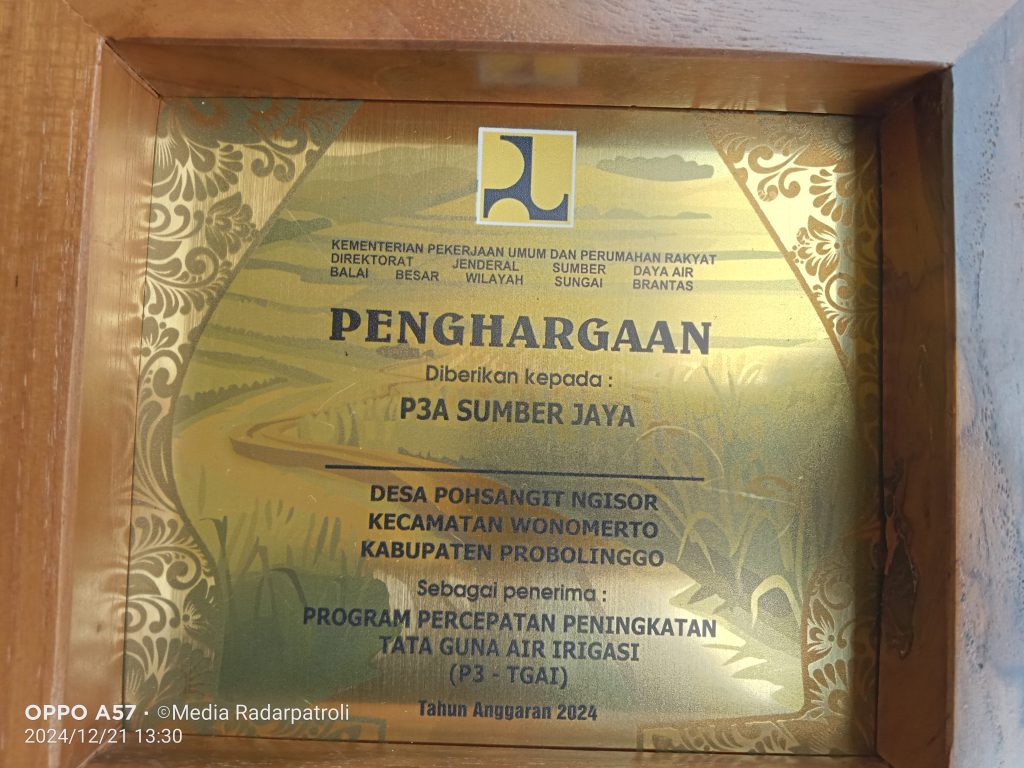 KEMENTERIAN PEKERJAAN UMUM DAN PERUMAHAN RAKYAT
DIREKTORAT JENDERAL SUMBER DAYA AIR
BALAI BESAR WILAYAH SUNGAI BRANTAS
PENGHARGAAN
Diberikan kepada :
P3A SUMBER JAYA
DESA POHSANGIT NGISOR
KECAMATAN WONOMERTO
KABUPATEN PROBOLINGGO
Sebagai penerima :
PROGRAM PERCEPATAN PENINGKATAN
TATA GUNA AIR IRIGASI
(P3 - TGAI)
Tahun Anggaran 2024
OPPO A57 · ©Media Radarpatroli
2024/12/21 13:30